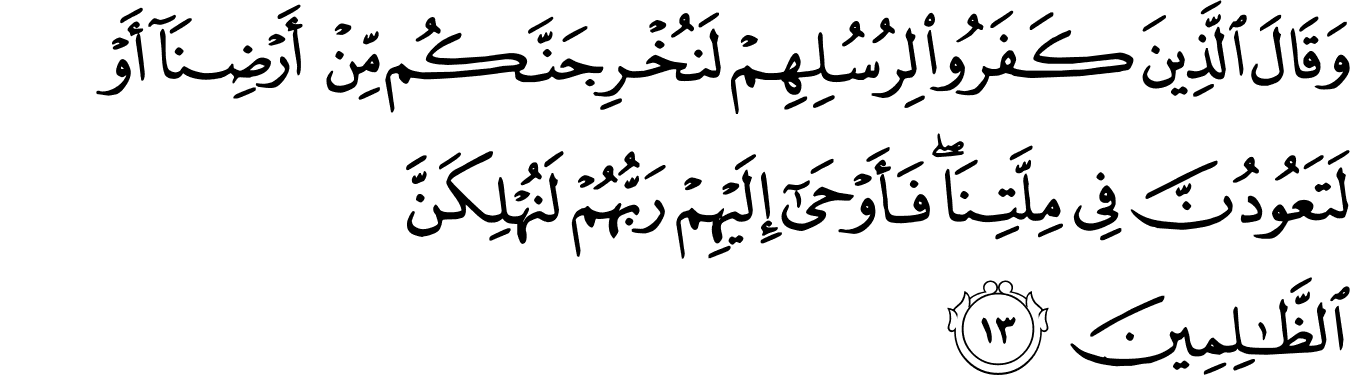 وَقَالَ ٱلَّذِينَ كَفَرُوا۟ لِرُسُلِهِمْ لَنُخْرِجَنَّكُم مِّنْ أَرْضِنَآ أَوْ
لَتَعُودُنَّ فِى مِلَّتِنَا ۖ فَأَوْحَىٰٓ إِلَيْهِمْ رَبُّهُمْ لَنُهْلِكَنَّ
ٱلظَّـٰلِمِينَ ١٣